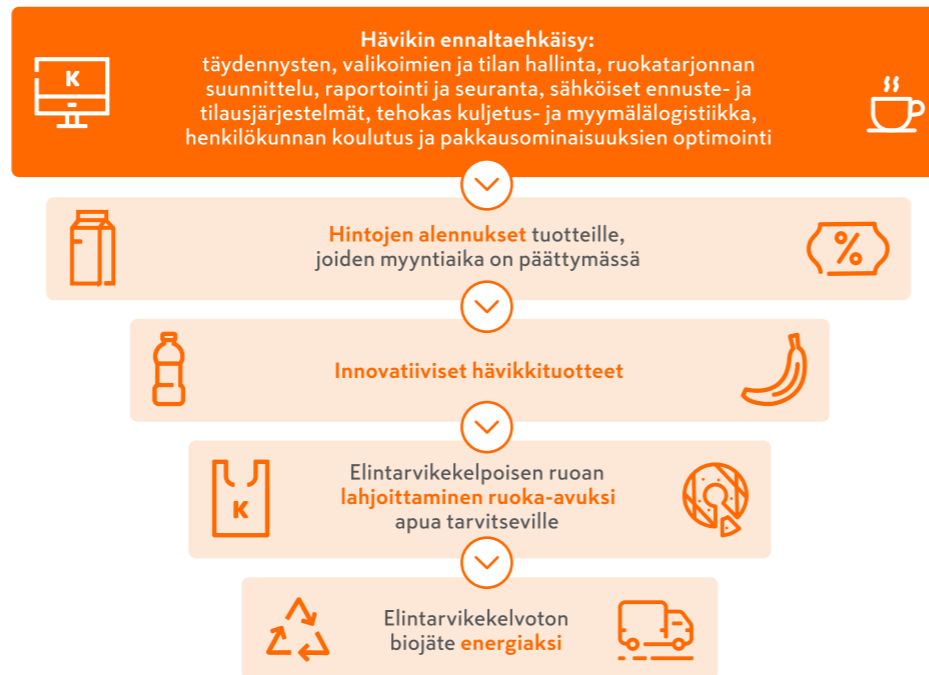 K
Hävikin ennaltaehkäisy:
täydennysten, valikoimien ja tilan hallinta, ruokatarjonnan
suunnittelu, raportointi ja seuranta, sähköiset ennuste- ja
tilausjärjestelmät, tehokas kuljetus- ja myymälälogistiikka,
henkilökunnan koulutus ja pakkausominaisuuksien optimointi
Hintojen alennukset tuotteille,
joiden myyntiaika on päättymässä
%
Innovatiiviset hävikkituotteet
K
Elintarvikekelpoisen ruoan
lahjoittaminen ruoka-avuksi
apua tarvitseville
Elintarvikekelvoton
biojäte energiaksi